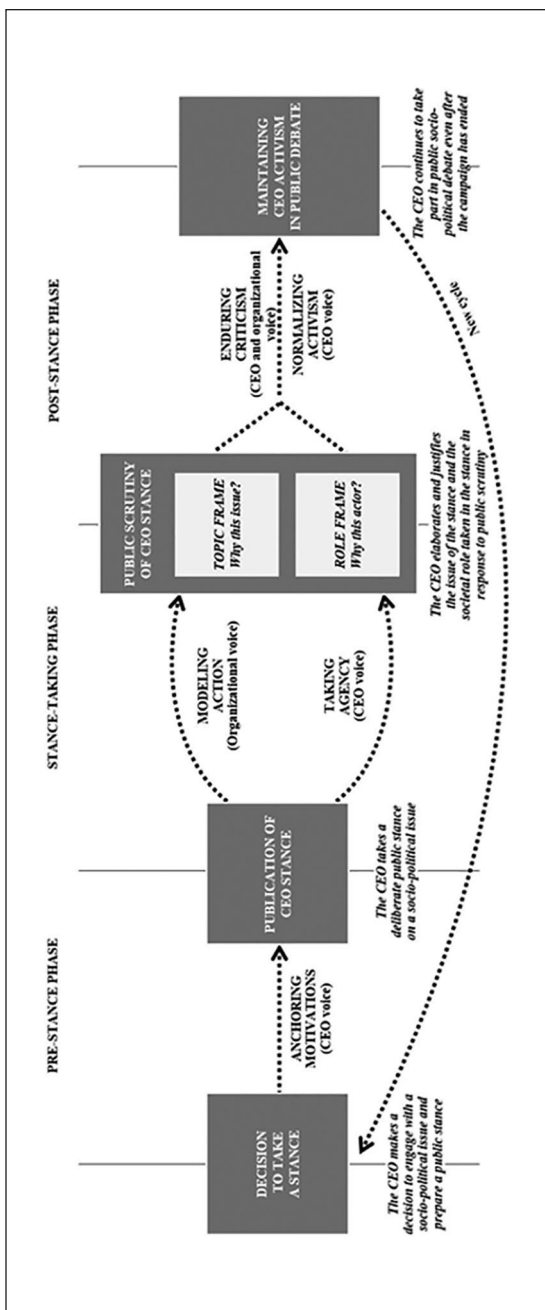 PRE-STANCE PHASE
STANCE-TAKING PHASE
POST-STANCE PHASE
DECISION
TO TAKE
A STANCE
The CEO makes a
decision to engage with a
socio-political issue and
prepare a public stance
ANCHORING
MOTIVATIONS
(CEO voice)
PUBLICATION OF
CEO STANCE
The CEO takes a
deliberate public stance
on a socio-political issue
MODELING
ACTION
(Organizational voice)
TAKING
AGENCY
(CEO voice)
PUBLIC SCRUTINY
OF CEO STANCE
TOPIC FRAME
Why this issue?
ROLE FRAME
Why this actor?
The CEO elaborates and justifies
the issue of the stance and the
societal role taken in the stance in
response to public scrutiny
ENDURING
CRITICISM
(CEO and organizational
voice)
NORMALIZING
ACTIVISM
(CEO voice)
MAINTAINING
CEO ACTIVISM
IN PUBLIC DEBATE
The CEO continues to take
part in public socio-
political debate even after
the campaign has ended
New cycle